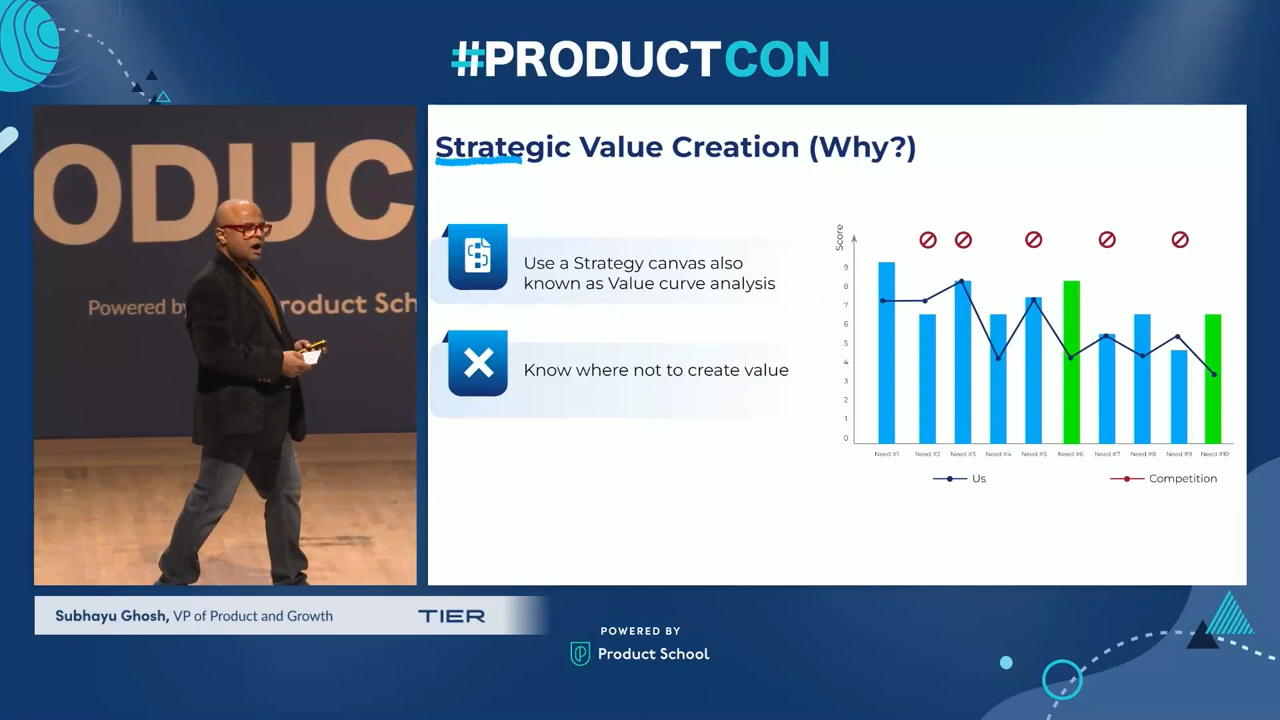 #PRODUCTCON
ODUC
Powered by
roduct Sch
Strategic Value Creation (Why?)
Use a Strategy canvas also
known as Value curve analysis
Know where not to create value
Score
9
8
7
6
5
4
3
2
1
0
Need #1 Need #2 Need #3 Need #4 Need #5 Need #6 Need #7 Need #8 Need #9 Need #10
Us Competition
Subhayu Ghosh, VP of Product and Growth TIER
POWERED BY
Product School